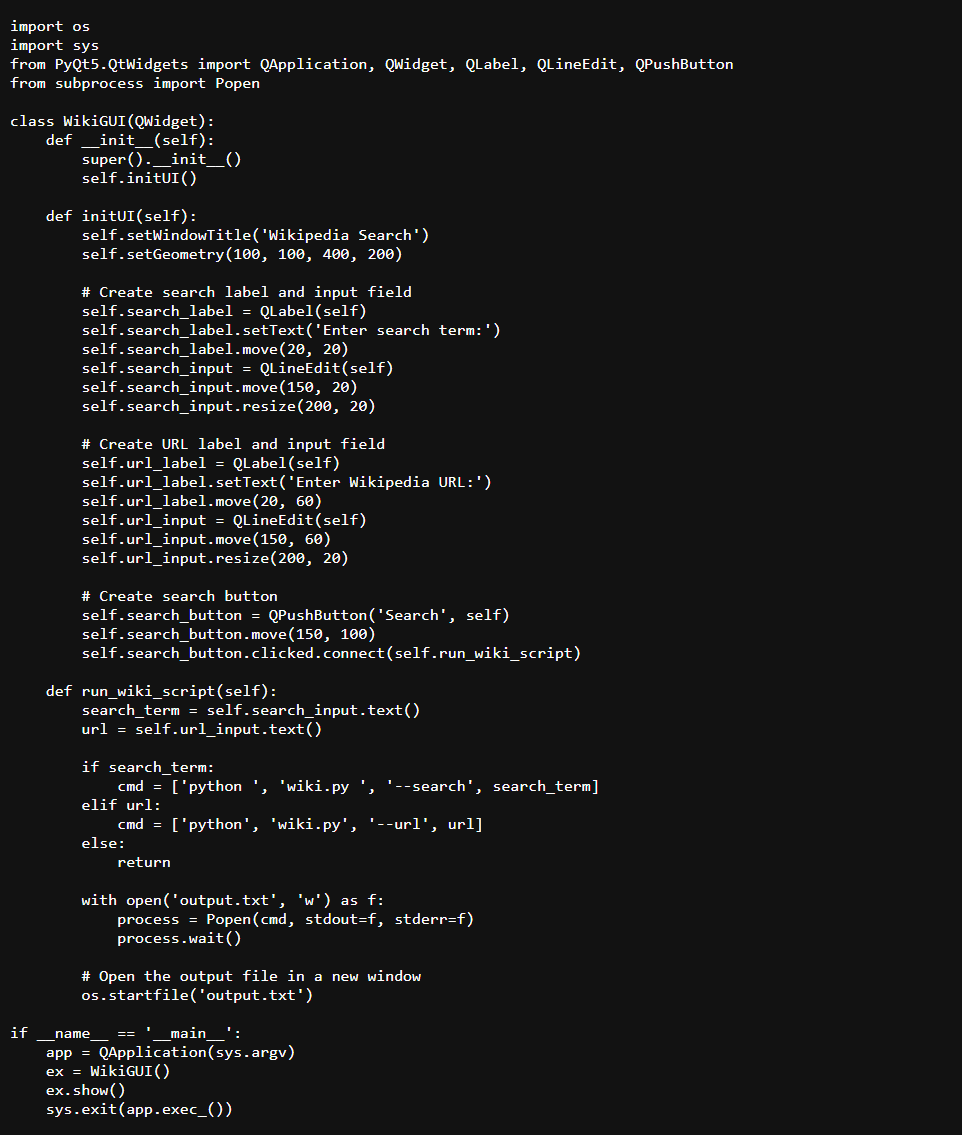 import os
import sys
from PyQt5.QtWidgets import QApplication, QWidget, QLabel, QLineEdit, QPushButton
from subprocess import Popen

class WikiGUI(QWidget):
    def __init__(self):
        super().__init__()
        self.initUI()

    def initUI(self):
        self.setWindowTitle('Wikipedia Search')
        self.setGeometry(100, 100, 400, 200)

        # Create search label and input field
        self.search_label = QLabel(self)
        self.search_label.setText('Enter search term:')
        self.search_label.move(20, 20)
        self.search_input = QLineEdit(self)
        self.search_input.move(150, 20)
        self.search_input.resize(200, 20)

        # Create URL label and input field
        self.url_label = QLabel(self)
        self.url_label.setText('Enter Wikipedia URL:')
        self.url_label.move(20, 60)
        self.url_input = QLineEdit(self)
        self.url_input.move(150, 60)
        self.url_input.resize(200, 20)

        # Create search button
        self.search_button = QPushButton('Search', self)
        self.search_button.move(150, 100)
        self.search_button.clicked.connect(self.run_wiki_script)

    def run_wiki_script(self):
        search_term = self.search_input.text()
        url = self.url_input.text()

        if search_term:
            cmd = ['python ', 'wiki.py ', '--search', search_term]
        elif url:
            cmd = ['python', 'wiki.py', '--url', url]
        else:
            return

        with open('output.txt', 'w') as f:
            process = Popen(cmd, stdout=f, stderr=f)
            process.wait()

        # Open the output file in a new window
        os.startfile('output.txt')

if __name__ == '__main__':
    app = QApplication(sys.argv)
    ex = WikiGUI()
    ex.show()
    sys.exit(app.exec_())